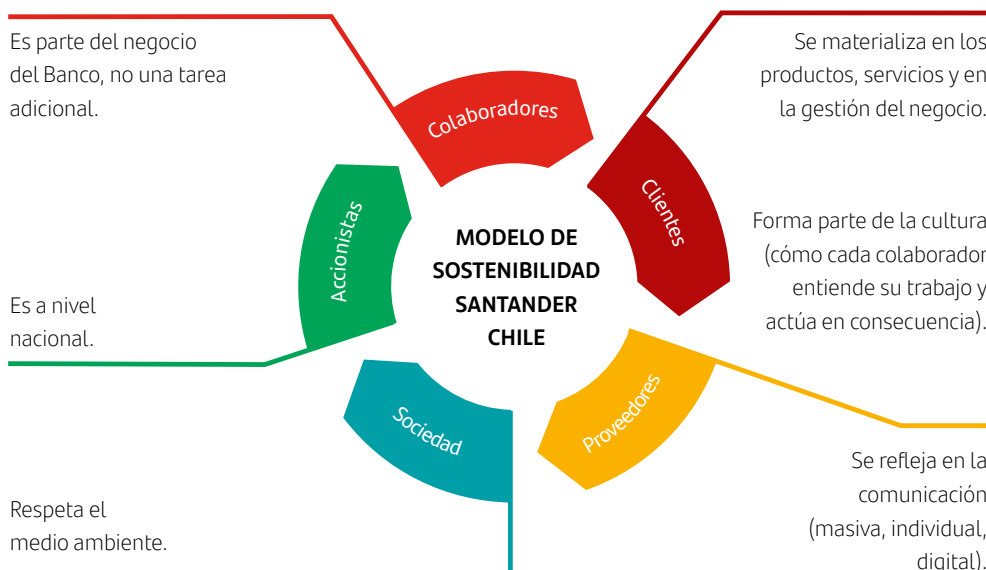 Es parte del negocio
del Banco, no una tarea
adicional.
Colaboradores
Se materializa en los
productos, servicios y en
la gestión del negocio.
Clientes
Accionistas
MODELO DE
SOSTENIBILIDAD
SANTANDER
CHILE
Forma parte de la cultura
(cómo cada colaborador
entiende su trabajo y
actúa en consecuencia).
Es a nivel
nacional.
Sociedad
Proveedores
Respeta el
medio ambiente.
Se refleja en la
comunicación
(masiva, individual,
digital).